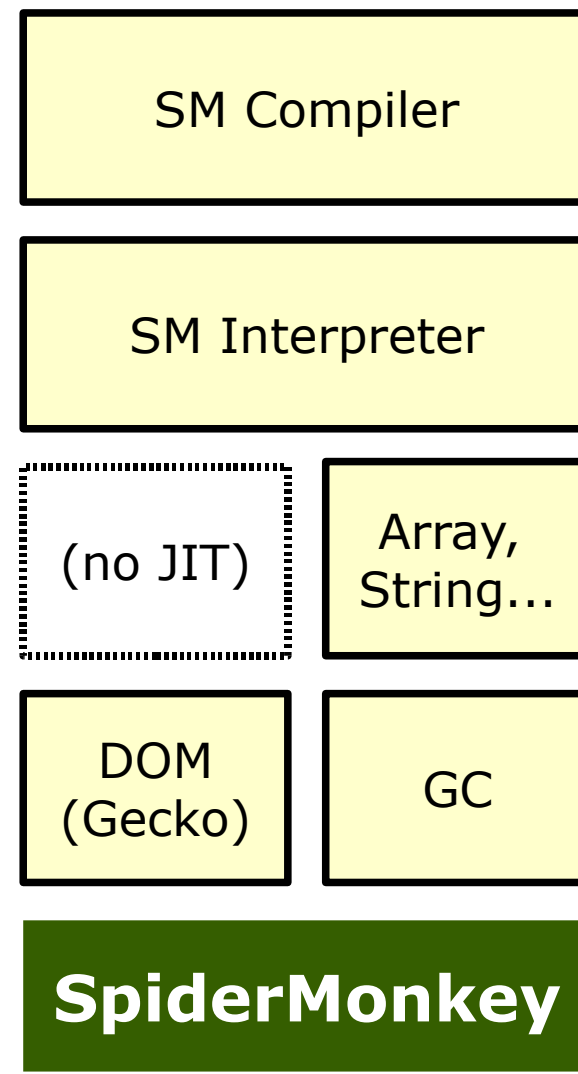 SM Compiler
SM Interpreter
(no JIT)
Array,
String...
DOM
(Gecko)
GC
SpiderMonkey